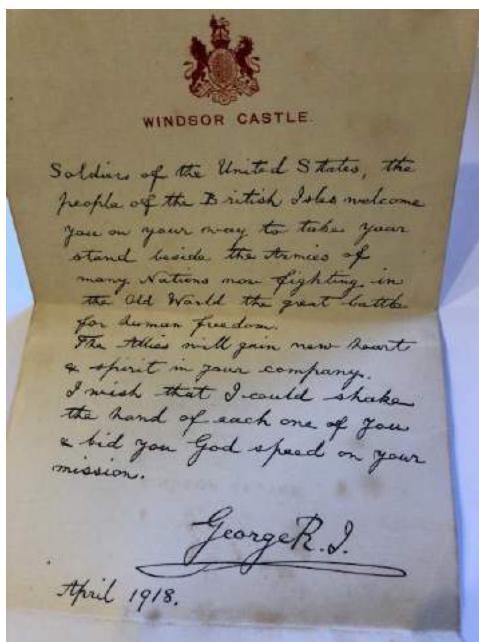 WINDSOR CASTLE.
Soldiers of the United States, the
people of the British Isles welcome
you on your way to take your
stand beside the Armies of
many Nations now fighting in
the Old World the great battle
for human freedom.
The Allies will gain new heart
& spirit in your company.
I wish that I could shake
the hand of each one of you
& bid you God speed on your
mission.
George R.I.
April 1918.